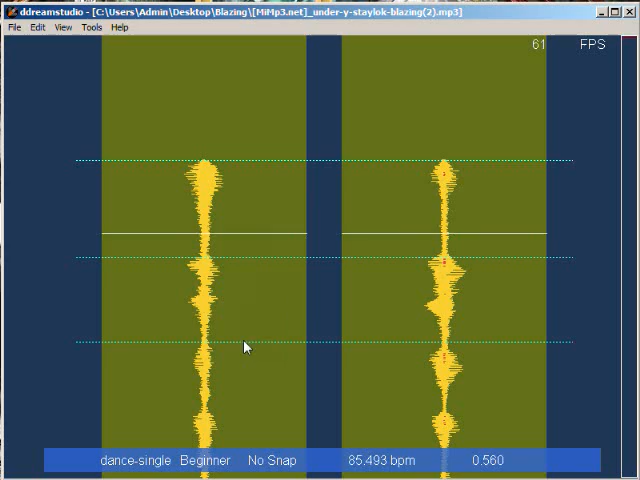 ddreamstudio - [C:\Users\Admin\Desktop\Blazing\[MiMp3.net]_under-y-staylok-blazing(2).mp3]
File Edit View Tools Help
61 FPS
dance-single Beginner No Snap 85,493 bpm 0.560